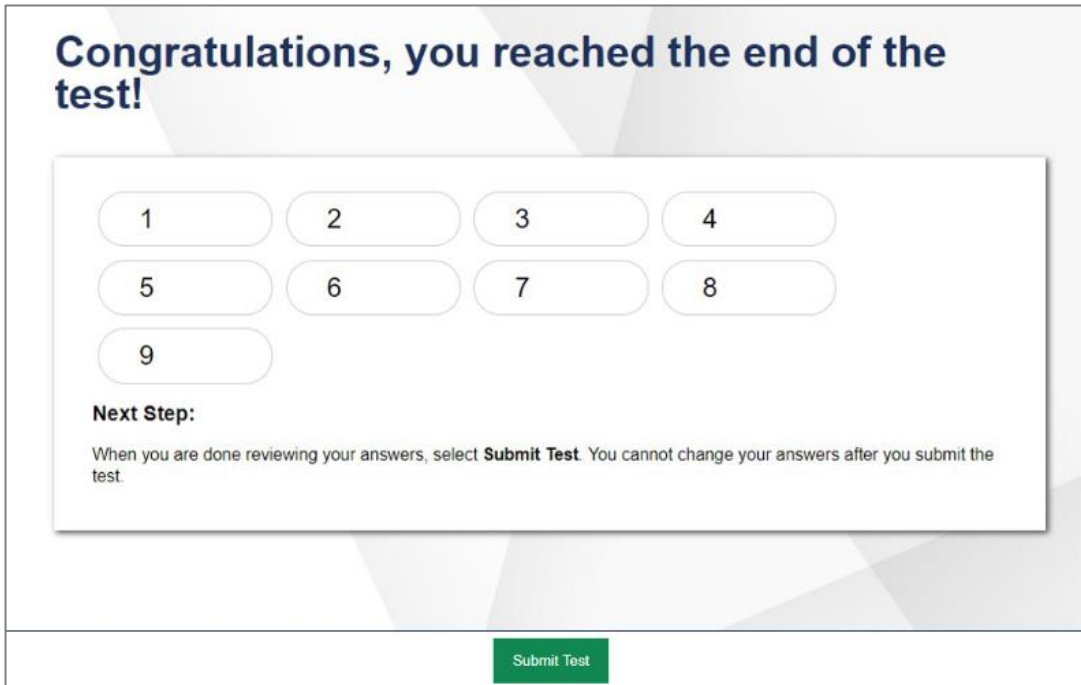 Congratulations, you reached the end of the
test!
1 2 3 4
5 6 7 8
9
Next Step:
When you are done reviewing your answers, select Submit Test. You cannot change your answers after you submit the
test.
Submit Test